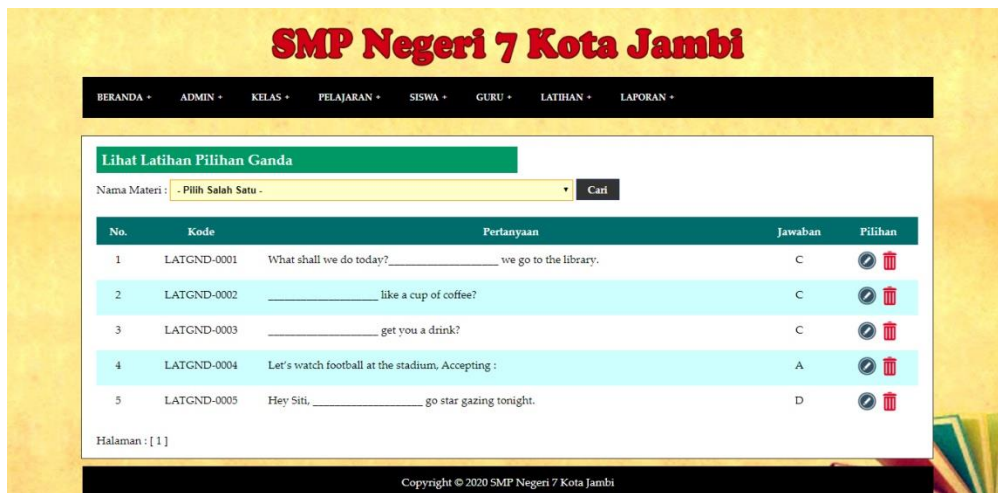 SMP Negeri 7 Kota Jambi
BERANDA + ADMIN + KELAS + PELAJARAN + SISWA + GURU + LATIHAN + LAPORAN +
Lihat Latihan Pilihan Ganda
Nama Materi : - Pilih Salah Satu - Cari
No. Kode Pertanyaan Jawaban Pilihan
1 LATGND-0001 What shall we do today?____________________ we go to the library. C
2 LATGND-0002 ____________________ like a cup of coffee? C
3 LATGND-0003 ____________________ get you a drink? C
4 LATGND-0004 Let's watch football at the stadium, Accepting : A
5 LATGND-0005 Hey Siti, ____________________ go star gazing tonight. D
Halaman : [ 1 ]
Copyright © 2020 SMP Negeri 7 Kota Jambi